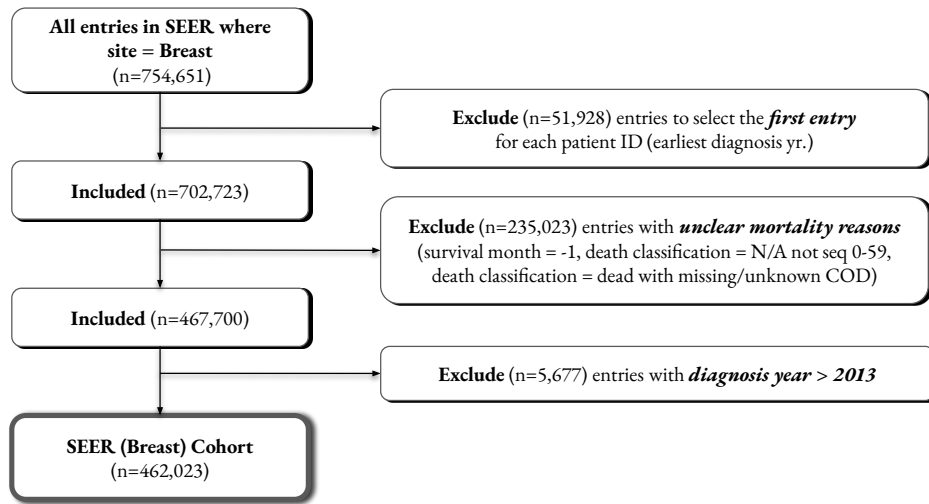 All entries in SEER where
site = Breast
(n=754,651)
Exclude (n=51,928) entries to select the first entry
for each patient ID (earliest diagnosis yr.)
Included (n=702,723)
Exclude (n=235,023) entries with unclear mortality reasons
(survival month = -1, death classification = N/A not seq 0-59,
death classification = dead with missing/unknown COD)
Included (n=467,700)
Exclude (n=5,677) entries with diagnosis year > 2013
SEER (Breast) Cohort
(n=462,023)